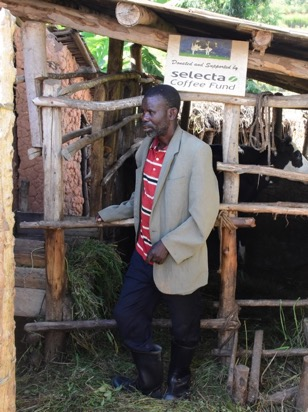 Donated and Supported by
selecta
Coffee Fund